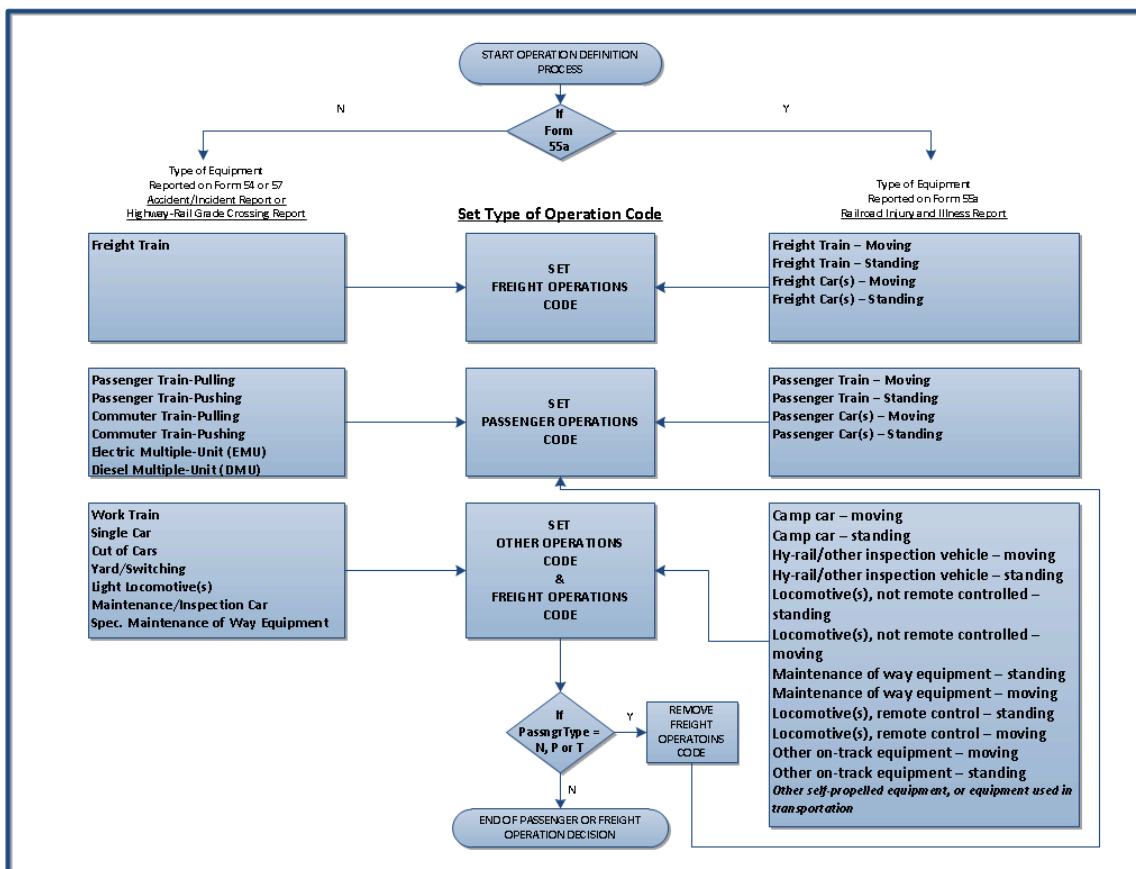 START OPERATION DEFINITION
PROCESS
N
If
Form
55a
Y
Type of Equipment
Reported on Form 54 or 57
Accident/Incident Report or
Highway-Rail Grade Crossing Report
Set Type of Operation Code
Type of Equipment
Reported on Form 55a
Railroad Injury and Illness Report
Freight Train
SET
FREIGHT OPERATIONS
CODE
Freight Train – Moving
Freight Train – Standing
Freight Car(s) – Moving
Freight Car(s) – Standing
Passenger Train-Pulling
Passenger Train-Pushing
Commuter Train-Pulling
Commuter Train-Pushing
Electric Multiple-Unit (EMU)
Diesel Multiple-Unit (DMU)
SET
PASSENGER OPERATIONS
CODE
Passenger Train – Moving
Passenger Train – Standing
Passenger Car(s) – Moving
Passenger Car(s) – Standing
Work Train
Single Car
Cut of Cars
Yard/Switching
Light Locomotive(s)
Maintenance/Inspection Car
Spec. Maintenance of Way Equipment
SET
OTHER OPERATIONS
CODE
&
FREIGHT OPERATIONS
CODE
Camp car – moving
Camp car – standing
Hy-rail/other inspection vehicle – moving
Hy-rail/other inspection vehicle – standing
Locomotive(s), not remote controlled –
standing
Locomotive(s), not remote controlled –
moving
Maintenance of way equipment – standing
Maintenance of way equipment – moving
Locomotive(s), remote control – standing
Locomotive(s), remote control – moving
Other on-track equipment – moving
Other on-track equipment – standing
Other self-propelled equipment, or equipment used in
transportation
If
PassngrType =
N, P or T
Y
REMOVE
FREIGHT
OPERATOINS
CODE
N
END OF PASSENGER OR FREIGHT
OPERATION DECISION